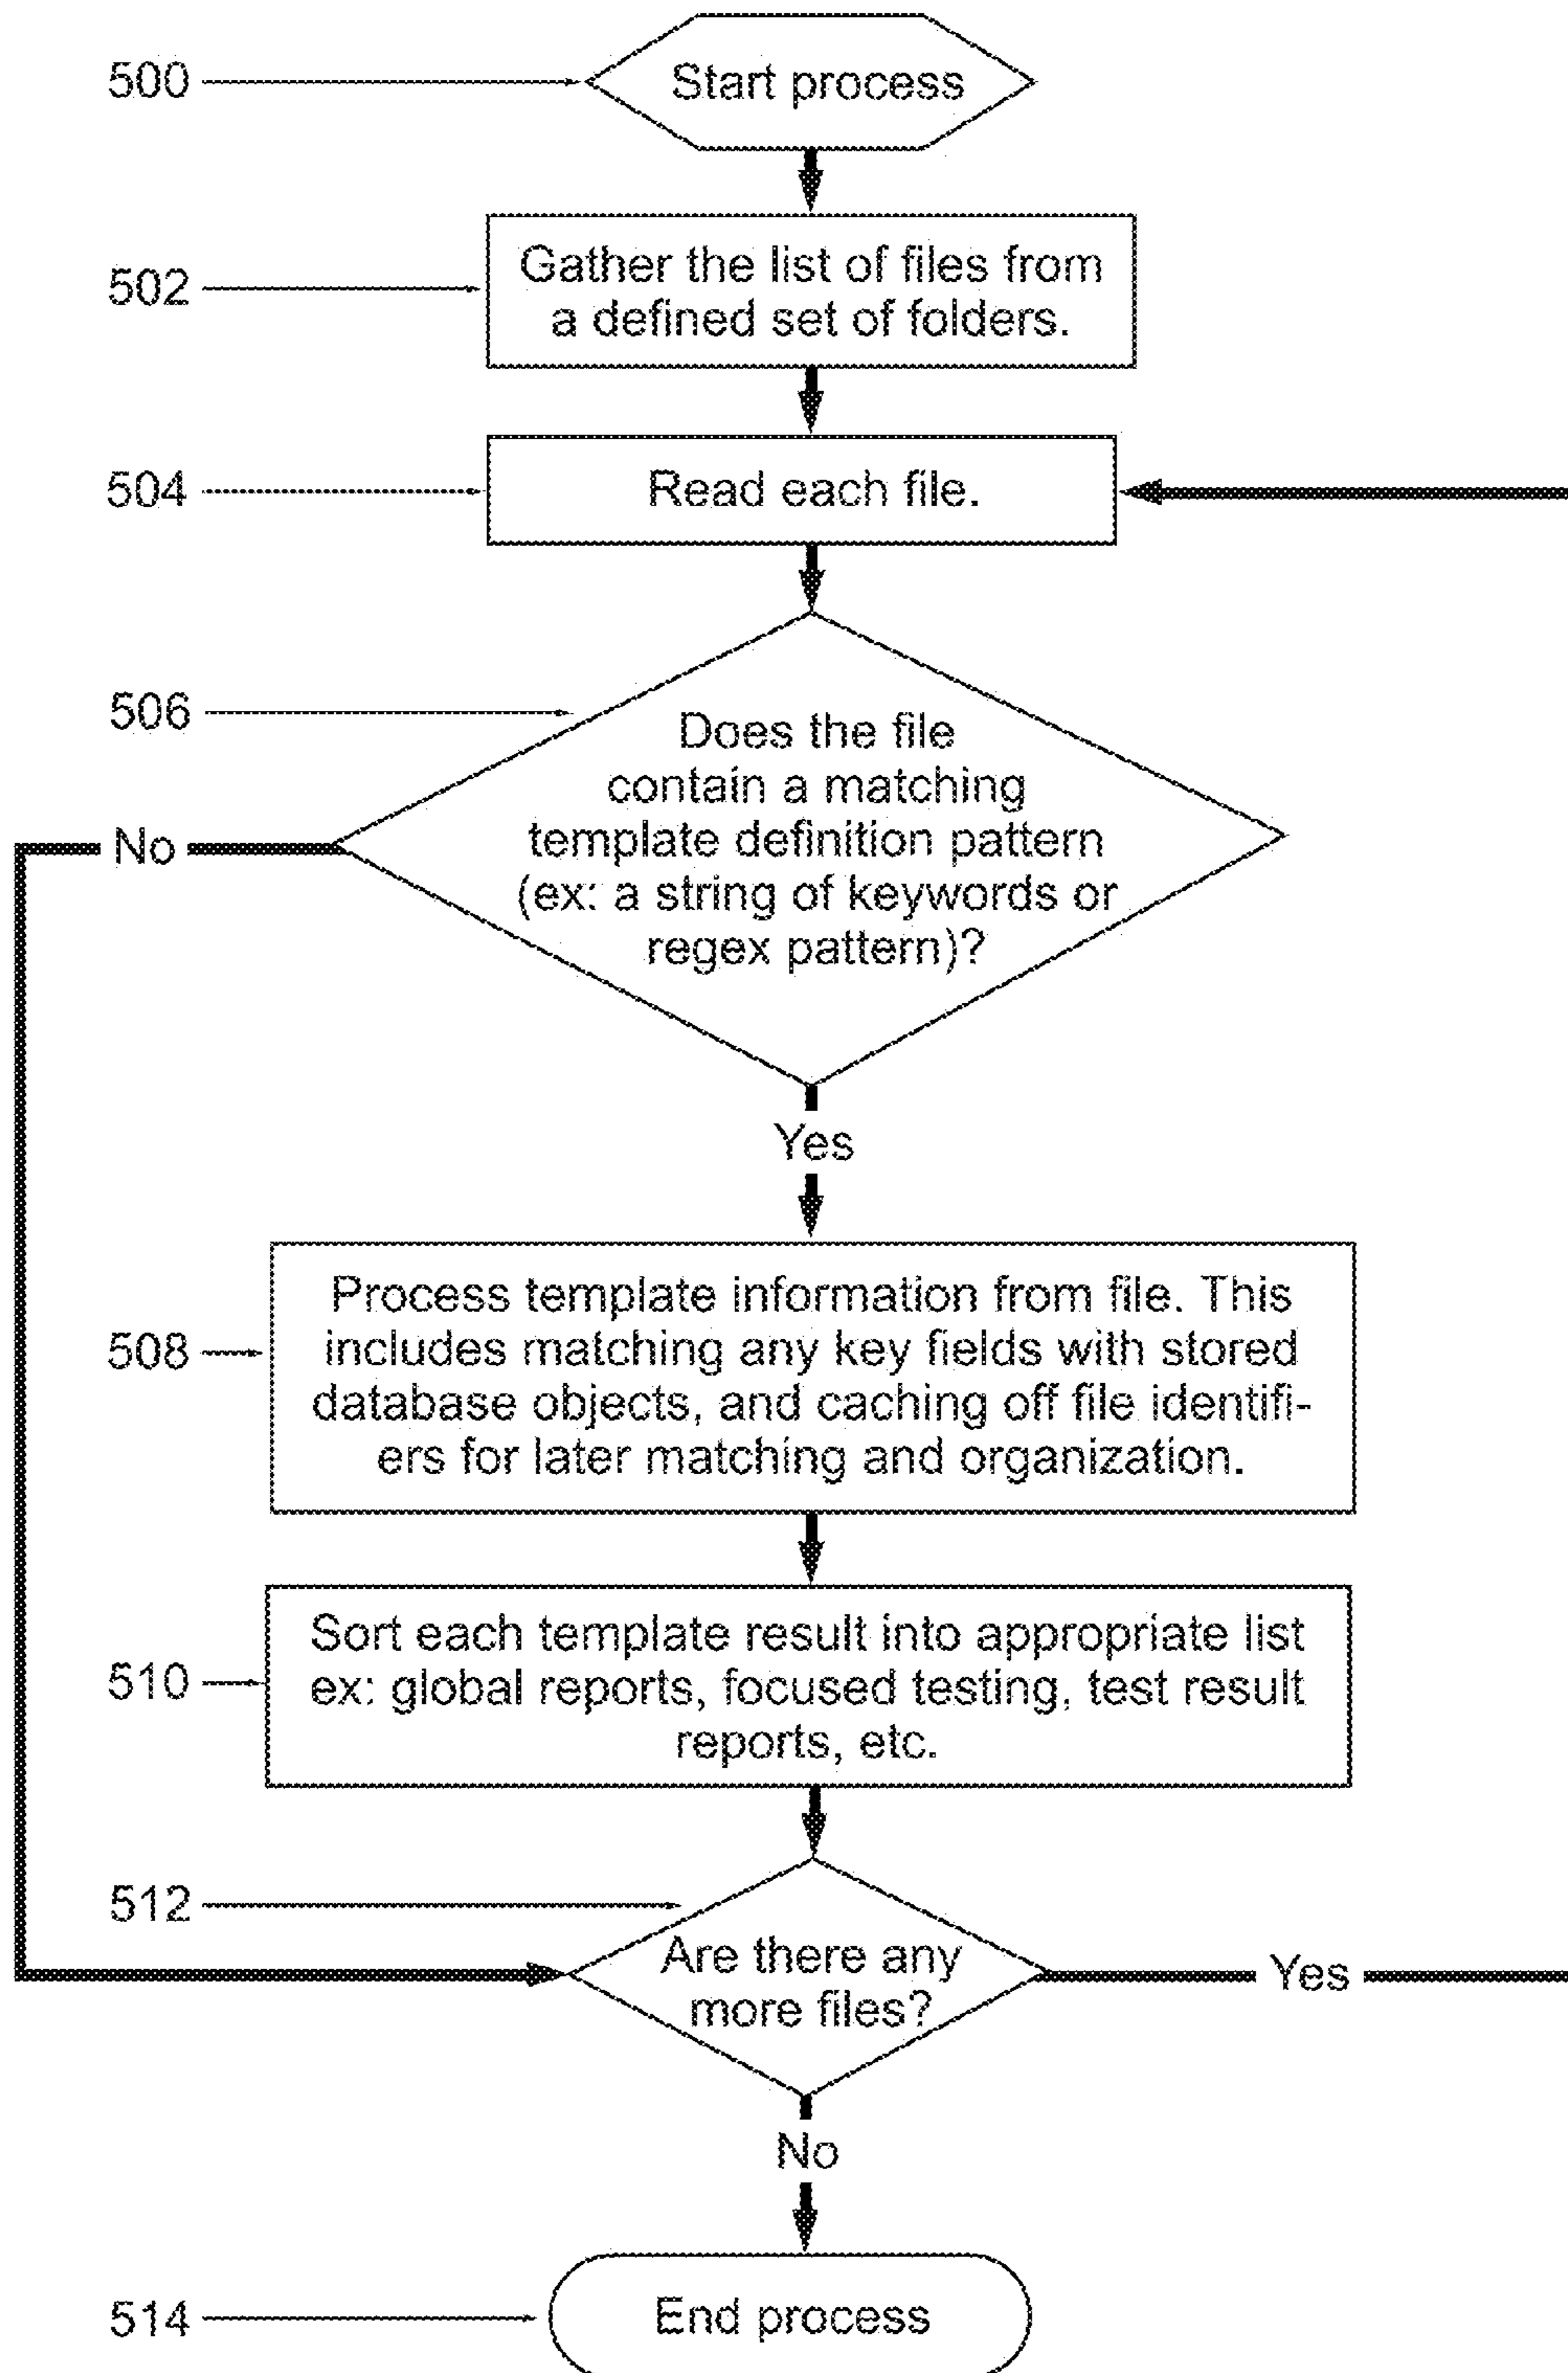 500
Start process
502
Gather the list of files from
a defined set of folders.
504
Read each file.
506
Does the file
contain a matching
template definition pattern
(ex: a string of keywords or
regex pattern)?
No
Yes
508
Process template information from file. This
includes matching any key fields with stored
database objects, and caching off file identifi-
ers for later matching and organization.
510
Sort each template result into appropriate list
ex: global reports, focused testing, test result
reports, etc.
512
Are there any
more files?
Yes
No
514
End process